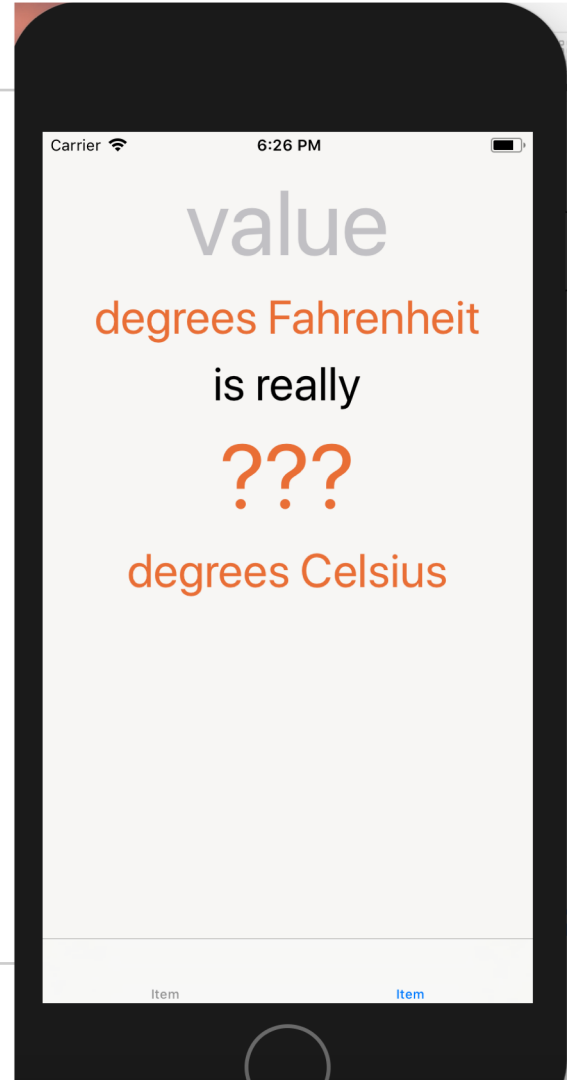 Carrier 6:26 PM
value
degrees Fahrenheit
is really
???
degrees Celsius
Item Item